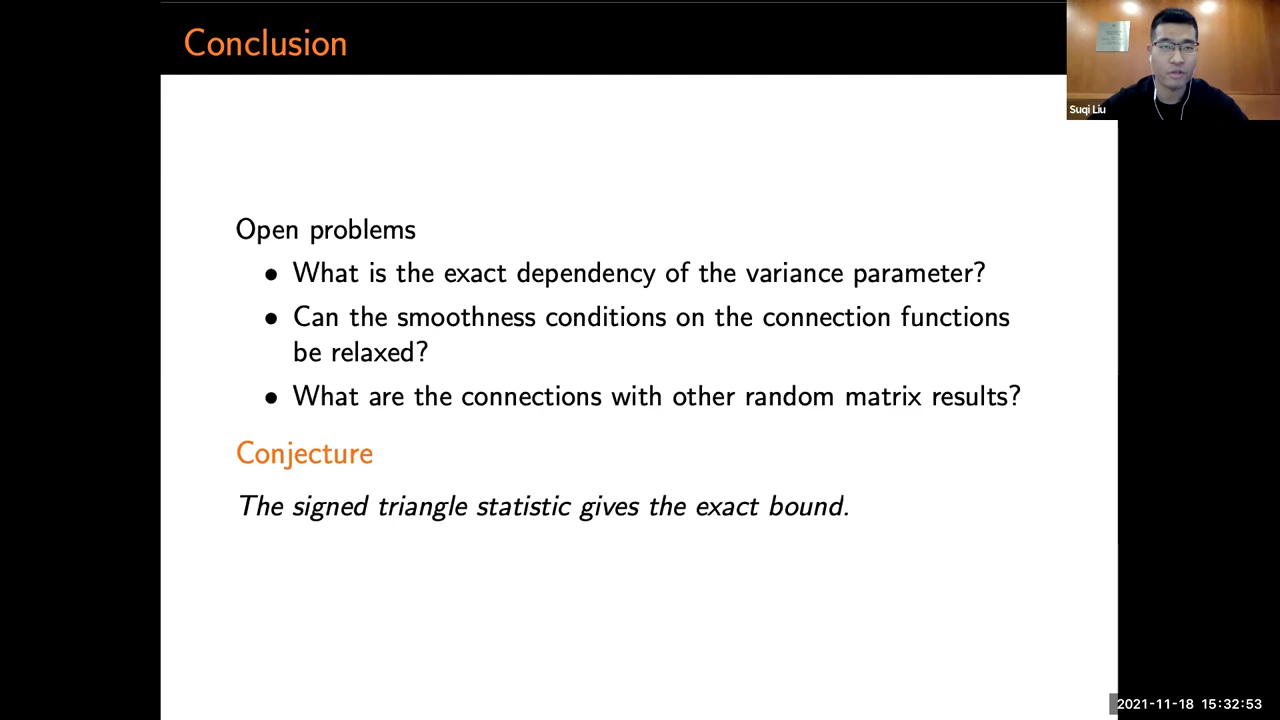 Conclusion
Suqi Liu
Open problems
• What is the exact dependency of the variance parameter?
• Can the smoothness conditions on the connection functions
be relaxed?
• What are the connections with other random matrix results?
Conjecture
The signed triangle statistic gives the exact bound.
2021-11-18 15:32:53